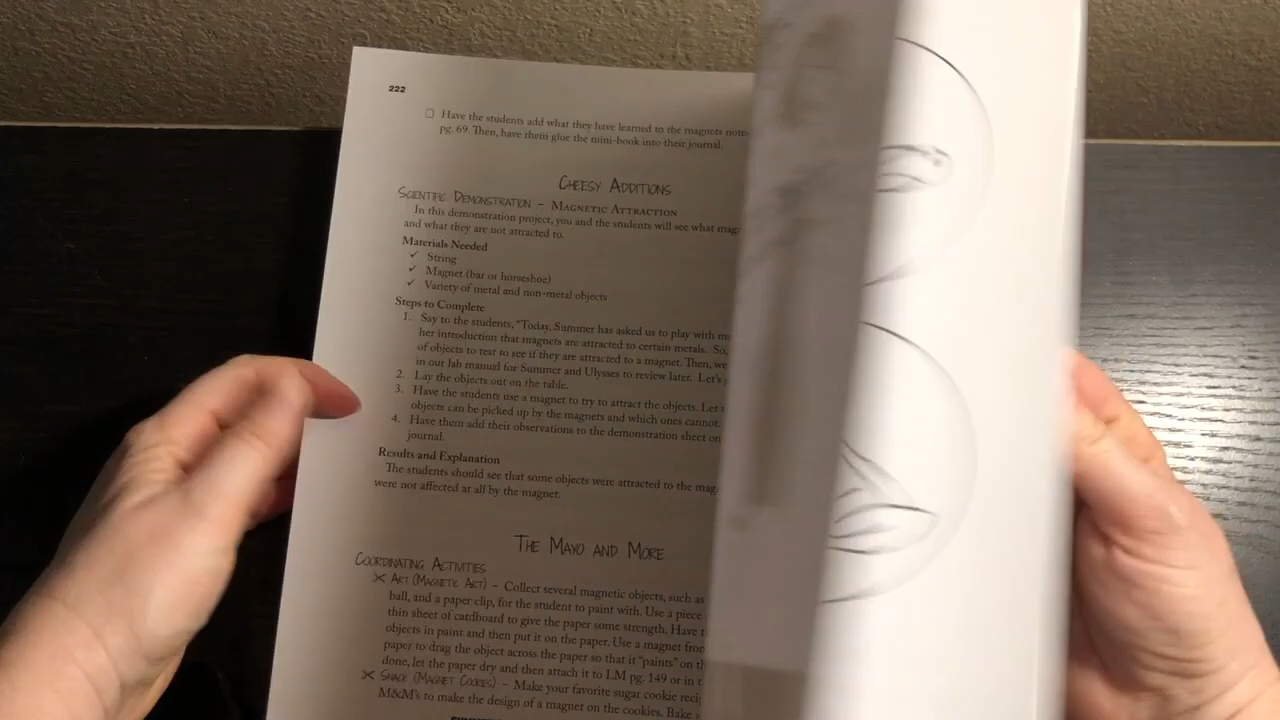 222
☐ Have the students add what they have learned to the magnets
pg. 69. Then, have them glue the mini-book into their journal.
CHEESY ADDITIONS
SCIENTIFIC DEMONSTRATION – MAGNETIC ATTRACTION
In this demonstration project, you and the students will see what
and what they are not attracted to.
Materials Needed
✓ String
✓ Magnet (bar or horseshoe)
✓ Variety of metal and non-metal objects
Steps to Complete
1. Say to the students, "Today, Summer has asked us to play with
her introduction that magnets are attracted to certain metals. So,
of objects to test to see if they are attracted to a magnet. Then, we
in our lab manual for Summer and Ulysses to review later. Let's
2. Lay the objects out on the table.
3. Have the students use a magnet to try to attract the objects. Let
objects can be picked up by the magnets and which ones cannot.
4. Have them add their observations to the demonstration sheet on
journal.
Results and Explanation
The students should see that some objects were attracted to the
were not affected at all by the magnet.
THE MAYO AND MORE
COORDINATING ACTIVITIES
✂ ART (MAGNETIC ART) – Collect several magnetic objects, such as
ball, and a paper clip, for the student to paint with. Use a piece
thin sheet of cardboard to give the paper some strength. Have
objects in paint and then put it on the paper. Use a magnet
paper to drag the object across the paper so that it "paints" on
done, let the paper dry and then attach it to LM pg. 149 or in
✂ SNACK (MAGNET COOKIES) – Make your favorite sugar cookie
M&M's to make the design of a magnet on the cookies. Bake